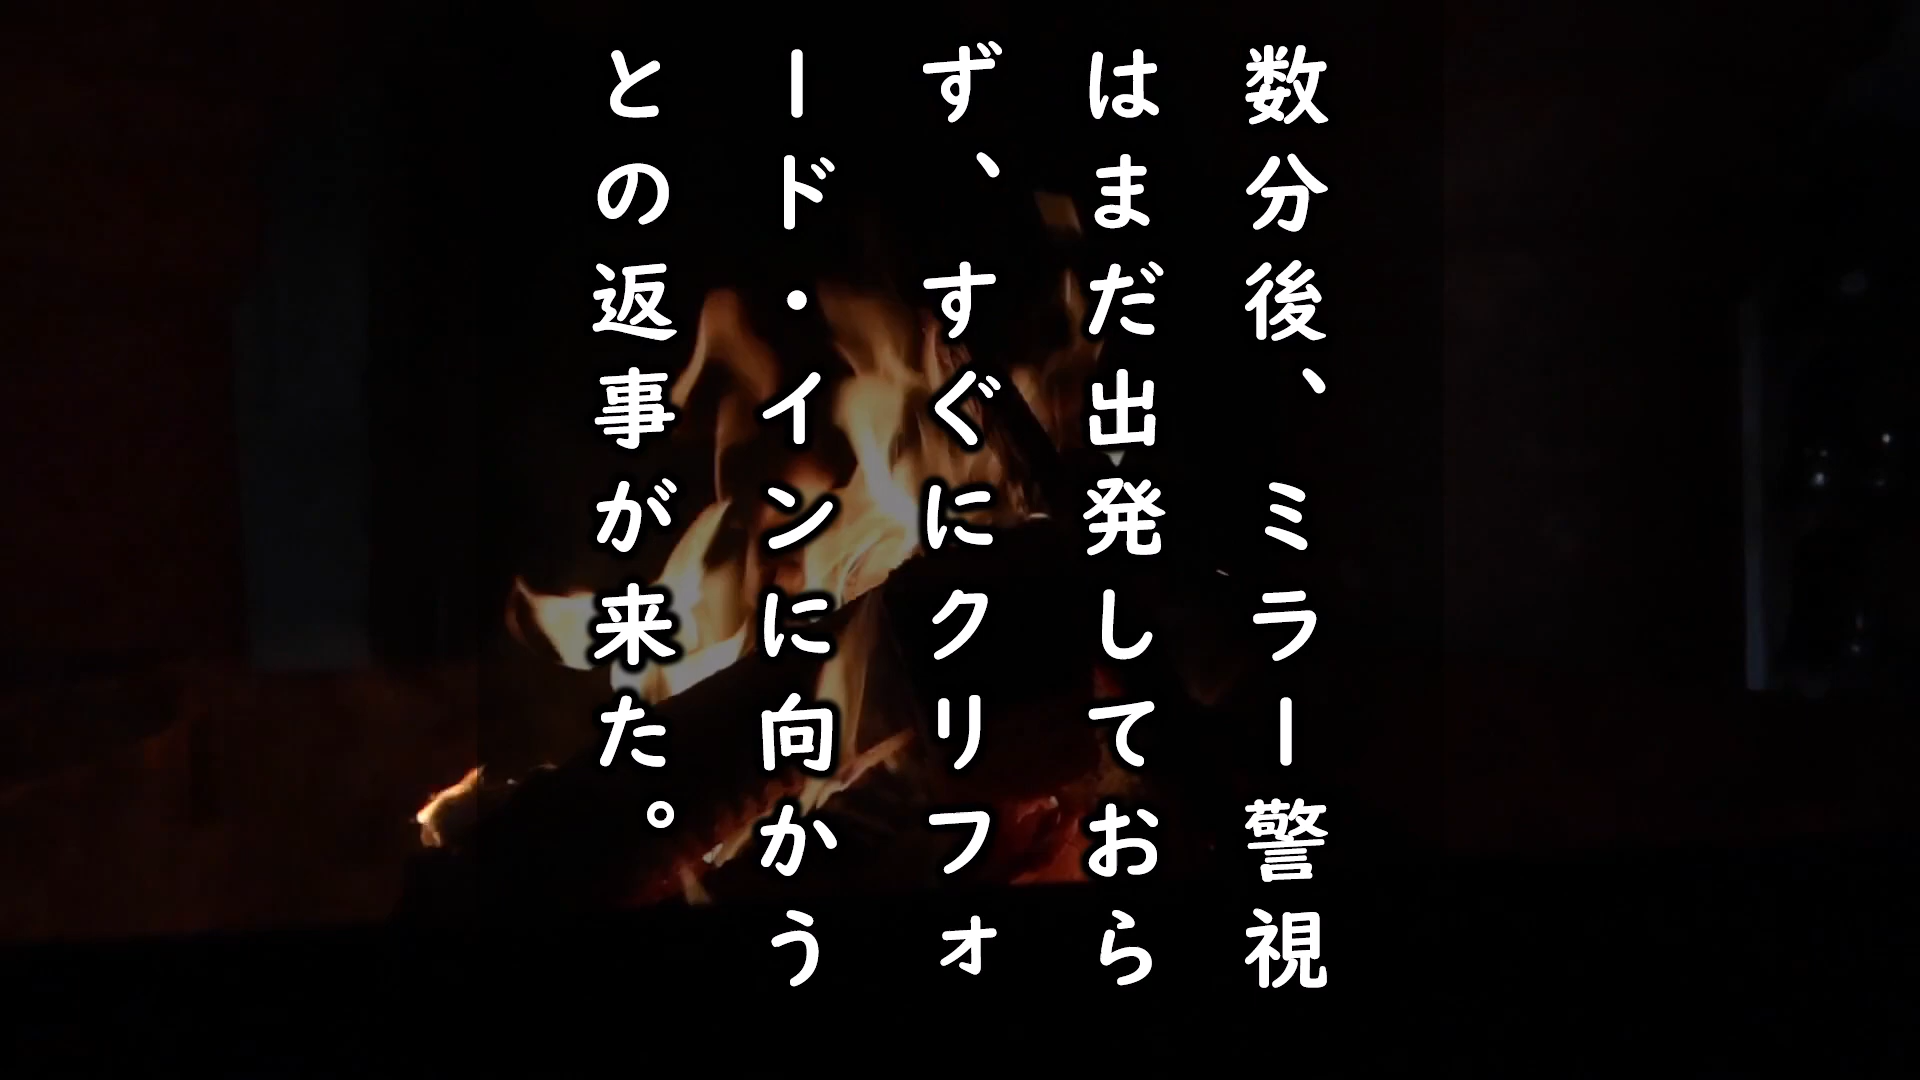 数分後、ミラー警視
はまだ出発しておら
ず、すぐにクリフォ
ード・インに向かう
との返事が来た。